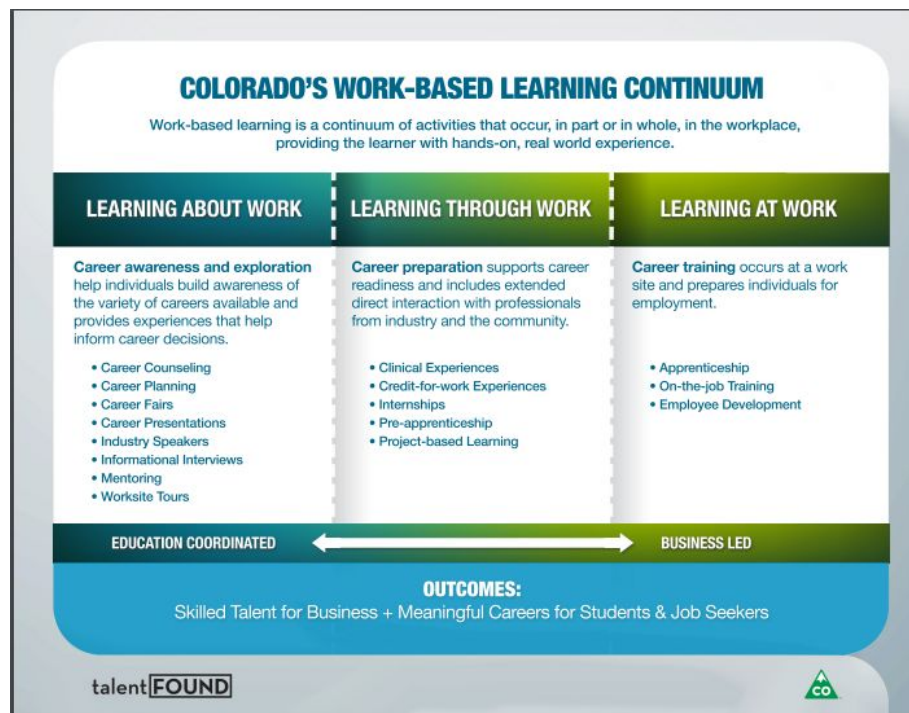 COLORADO'S WORK-BASED LEARNING CONTINUUM
Work-based learning is a continuum of activities that occur, in part or in whole, in the workplace,
providing the learner with hands-on, real world experience.
LEARNING ABOUT WORK
Career awareness and exploration
help individuals build awareness of
the variety of careers available and
provides experiences that help
inform career decisions.
• Career Counseling
• Career Planning
• Career Fairs
• Career Presentations
• Industry Speakers
• Informational Interviews
• Mentoring
• Worksite Tours
LEARNING THROUGH WORK
Career preparation supports career
readiness and includes extended
direct interaction with professionals
from industry and the community.
• Clinical Experiences
• Credit-for-work Experiences
• Internships
• Pre-apprenticeship
• Project-based Learning
LEARNING AT WORK
Career training occurs at a work
site and prepares individuals for
employment.
• Apprenticeship
• On-the-job Training
• Employee Development
EDUCATION COORDINATED
BUSINESS LED
OUTCOMES:
Skilled Talent for Business + Meaningful Careers for Students & Job Seekers
talentFOUND
CO